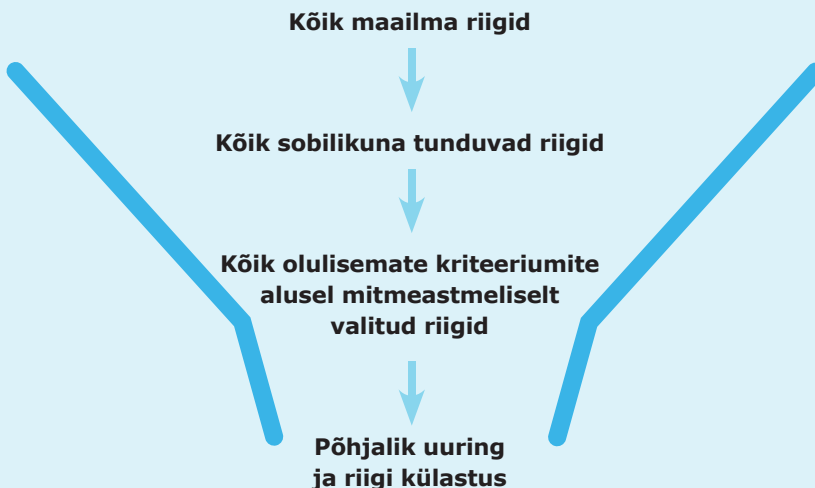 Kõik maailma riigid
Kõik sobilikuna tunduvad riigid
Kõik olulisemate kriteeriumite
alusel mitmeastmeliselt
valitud riigid
Põhjalik uuring
ja riigi külastus